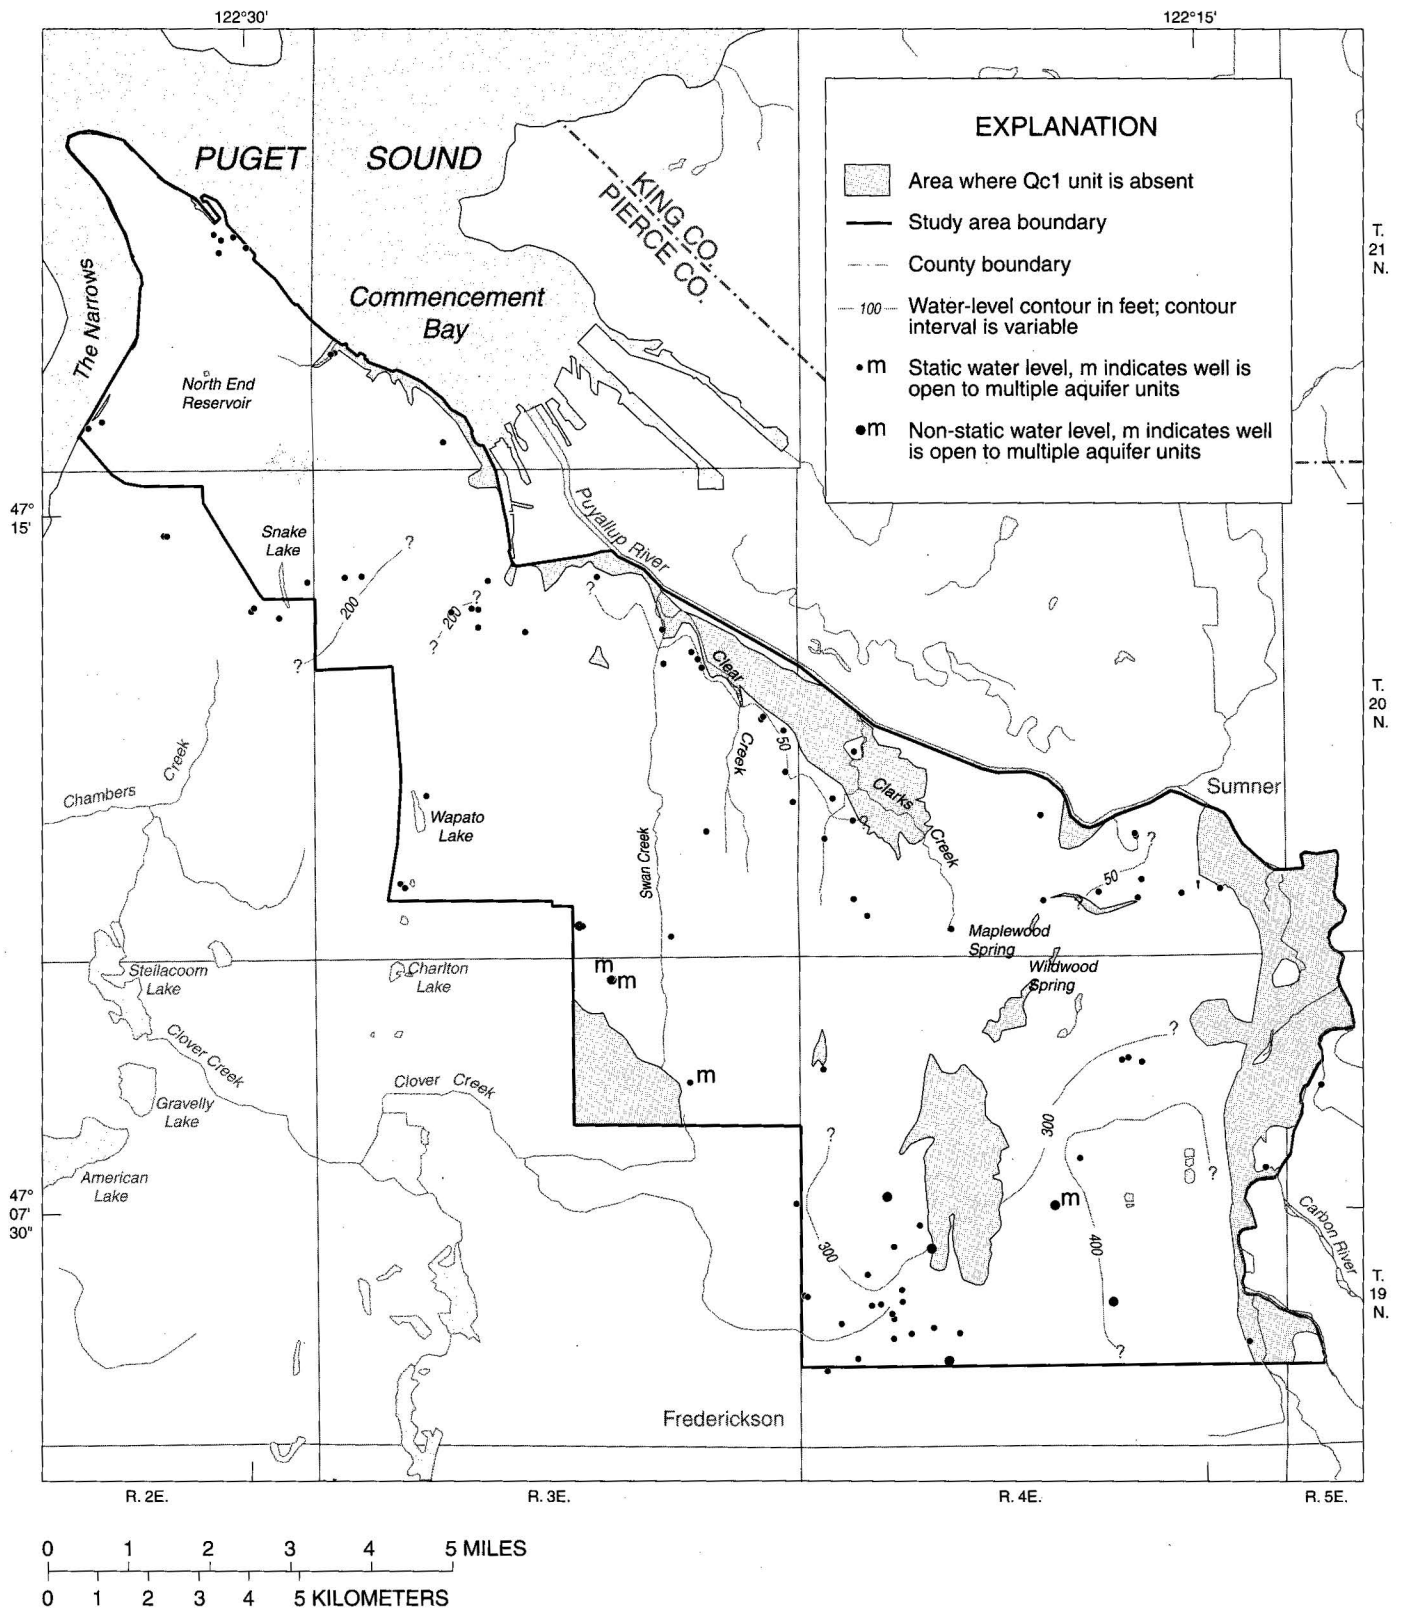 122°30'
122°15'
EXPLANATION
Area where Qc1 unit is absent
Study area boundary
County boundary
100
Water-level contour in feet; contour
interval is variable
m
Static water level, m indicates well is
open to multiple aquifer units
m
Non-static water level, m indicates well
is open to multiple aquifer units
PUGET SOUND
KING CO.
PIERCE CO.
T.
21
N.
The Narrows
Commencement
Bay
North End
Reservoir
47°
15'
Puyallup River
Snake
Lake
?
200
?
?
200
?
?
Clear
Creek
50
T.
20
N.
Chambers
Creek
Sumner
Wapato
Lake
Clarks
Creek
?
?
50
?
Swan Creek
Maplewood
Spring
Wildwood
Spring
m
m
Steilacoom
Lake
Charlton
Lake
?
Clover Creek
Clover Creek
m
Gravelly
Lake
300
?
?
American
Lake
47°
07'
30"
m
Carbon River
300
400
T.
19
N.
?
Frederickson
R. 2E.
R. 3E.
R. 4E.
R. 5E.
0 1 2 3 4 5 MILES
0 1 2 3 4 5 KILOMETERS